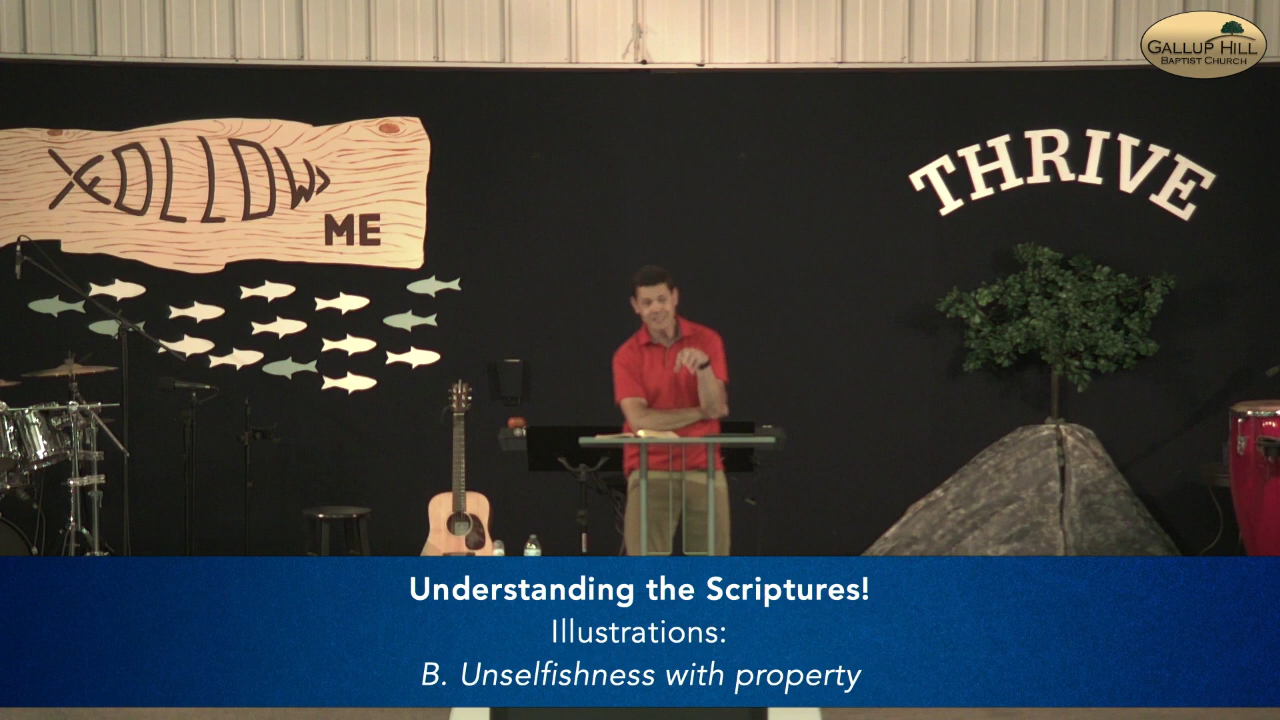 GALLUP HILL
BAPTIST CHURCH
FOLLOW
ME
THRIVE
Understanding the Scriptures!
Illustrations:
B. Unselfishness with property